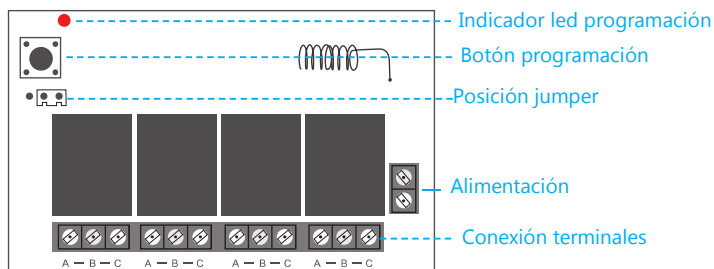 Indicador led programación
Botón programación
Posición jumper
Alimentación
Conexión terminales
A — B — C A — B — C A — B — C A — B — C